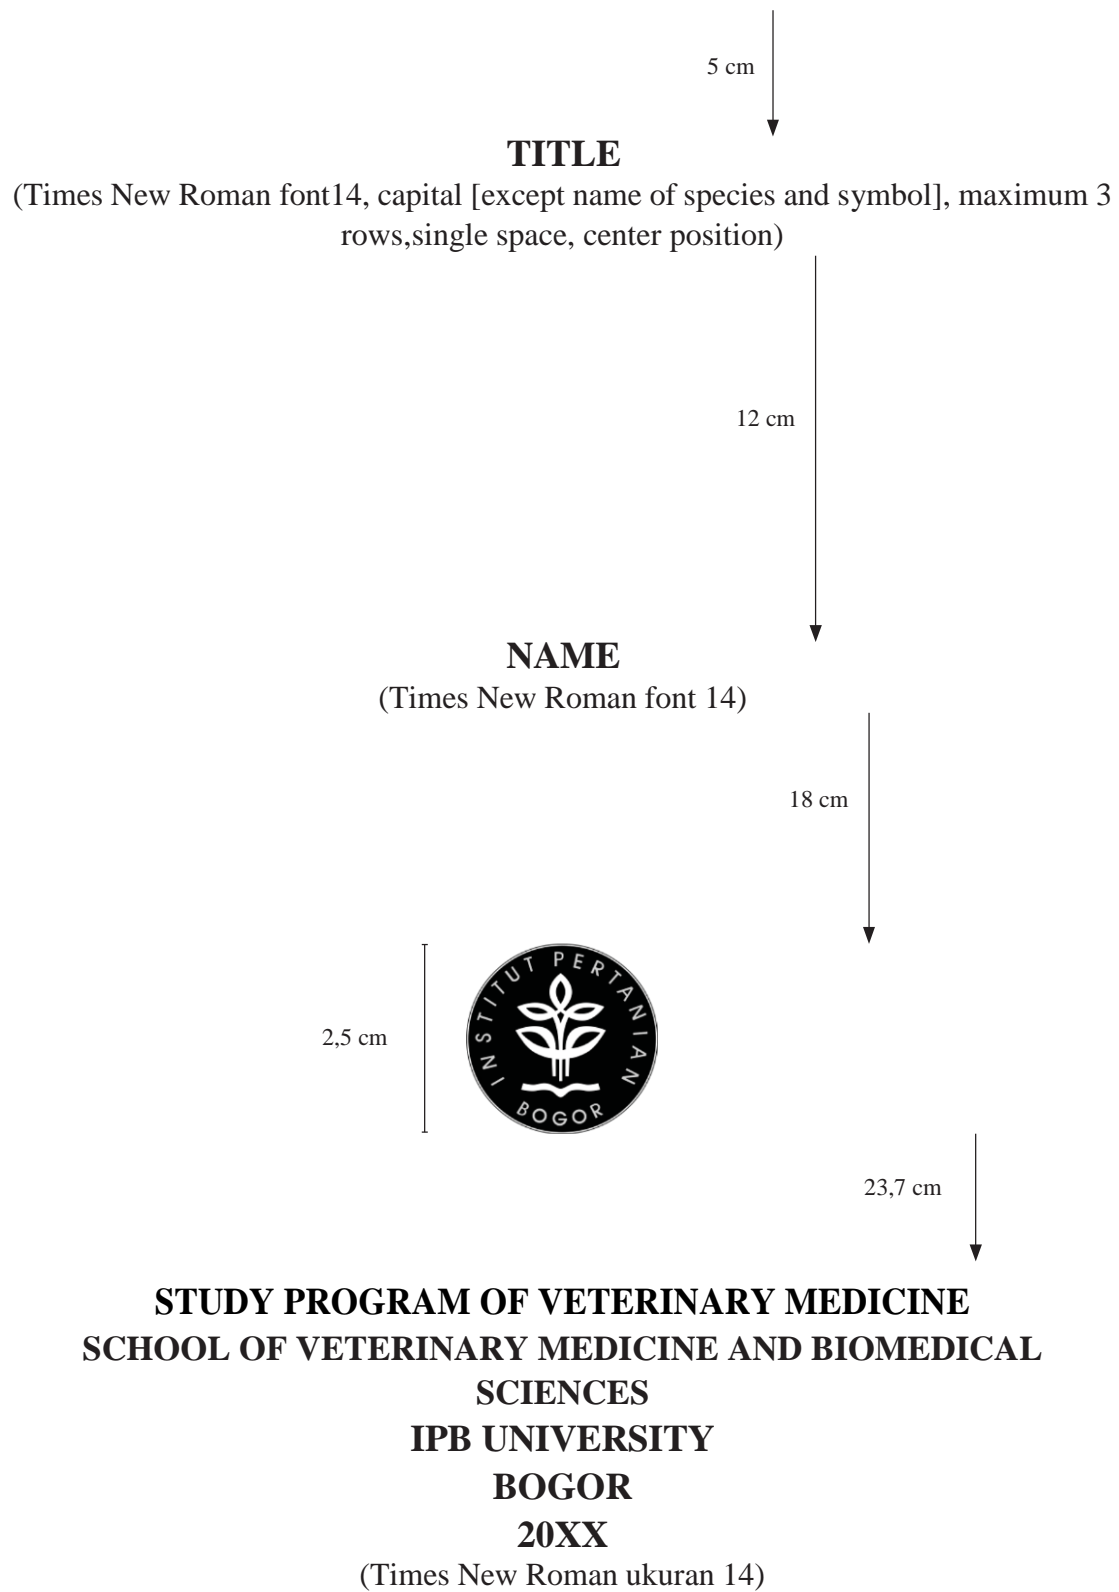 5 cm
TITLE
(Times New Roman font14, capital [except name of species and symbol], maximum 3
rows,single space, center position)
12 cm
NAME
(Times New Roman font 14)
18 cm
INSTITUT PERTANIAN
BOGOR
2,5 cm
23,7 cm
STUDY PROGRAM OF VETERINARY MEDICINE
SCHOOL OF VETERINARY MEDICINE AND BIOMEDICAL
SCIENCES
IPB UNIVERSITY
BOGOR
20XX
(Times New Roman ukuran 14)